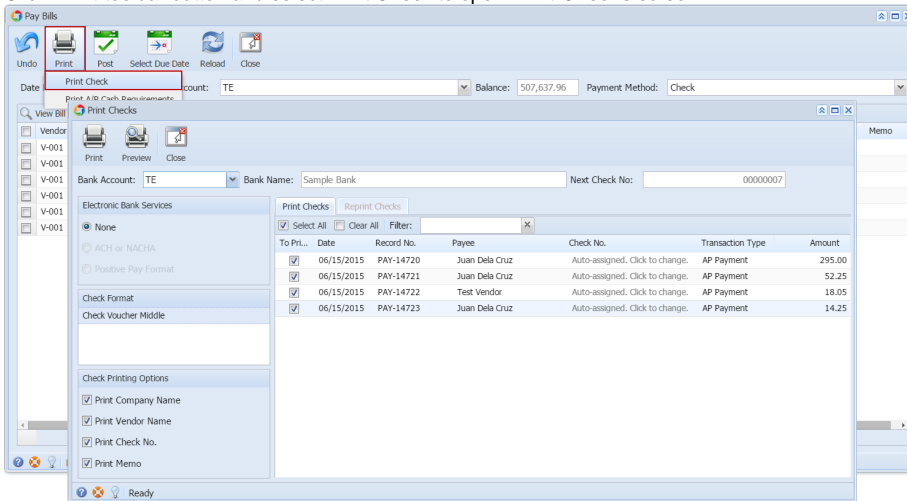 Pay Bills
Undo Print Post Select Due Date Reload Close
Print Check
Date count: TE Balance: 507,637.96 Payment Method: Check
View Bill
Print Checks
Vendor Memo
V-001
V-001
V-001
V-001
V-001
V-001
Print Preview Close
Bank Account: TE Bank Name: Sample Bank Next Check No: 00000007
Electronic Bank Services
None
ACH or NACHA
Positive Pay Format
Check Format
Check Voucher Middle
Check Printing Options
Print Company Name
Print Vendor Name
Print Check No.
Print Memo
Print Checks Reprint Checks
Select All Clear All Filter:
To Pri... Date Record No. Payee Check No. Transaction Type Amount
06/15/2015 PAY-14720 Juan Dela Cruz Auto-assigned. Click to change. AP Payment 295.00
06/15/2015 PAY-14721 Juan Dela Cruz Auto-assigned. Click to change. AP Payment 52.25
06/15/2015 PAY-14722 Test Vendor Auto-assigned. Click to change. AP Payment 18.05
06/15/2015 PAY-14723 Juan Dela Cruz Auto-assigned. Click to change. AP Payment 14.25
Ready